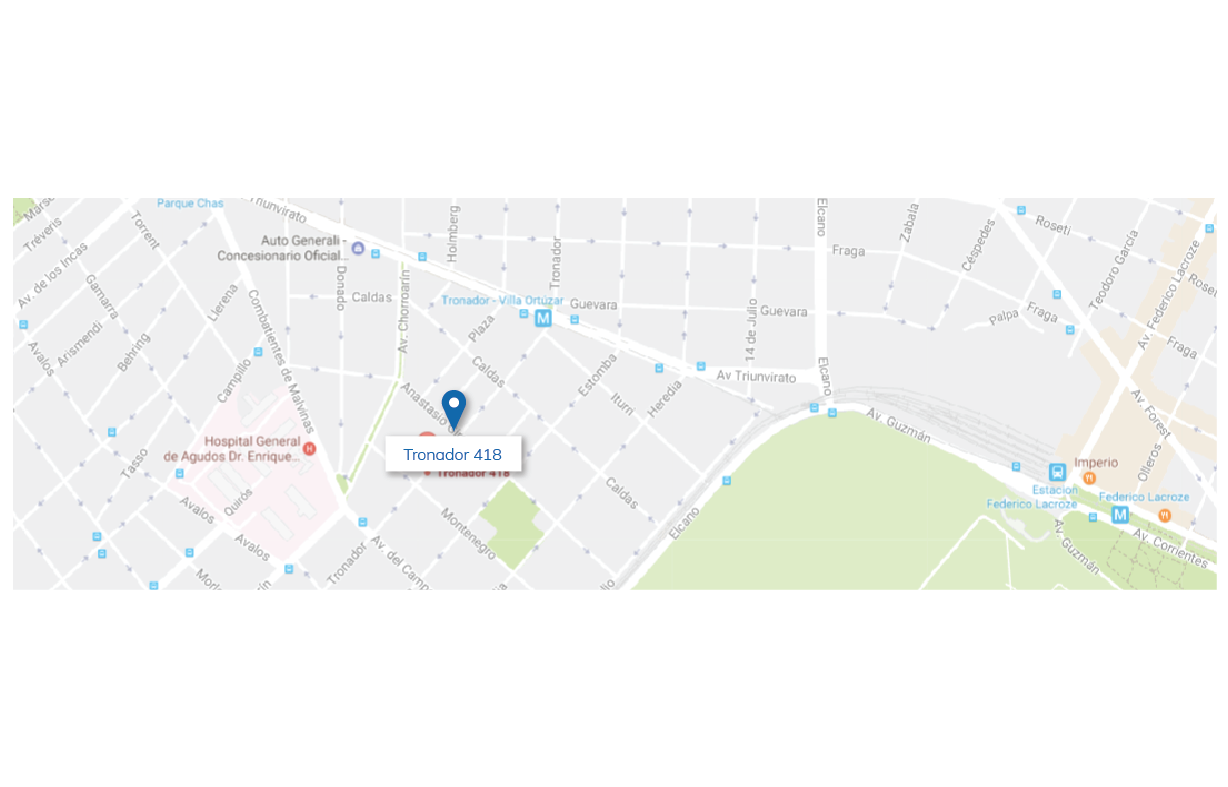 Marsé
Tréveris
Torrent
Parque Chas
Triunvirato
Auto Generali -
Concesionario Oficial...
Holmberg
Tronador
Elcano
Zabala
Fraga
Céspedes
Roseti
Teodoro García
Av. Federico Lacroze
Av. de los Incas
Gamarra
Llerena
Combatientes de Malvinas
Donado
Caldas
Av. Chorroarín
Tronador - Villa Ortúzar
M
Guevara
14 de Julio
Guevara
Palpa
Fraga
Fraga
Avalos
Arismendi
Behring
Campillo
Plaza
Caldas
Estomba
Iturri
Heredia
Av Triunvirato
Elcano
Av. Forest
Av. Guzmán
Anastasio
Tronador 418
Tronador 418
Hospital General
de Agudos Dr. Enrique...
H
Tasso
Quirós
Avalos
Avalos
Tronador
Av. del Camp
Montenegro
Caldas
Elcano
Imperio
Olleros
Estación
Federico Lacroze
Federico Lacroze
M
Av. Guzmán
Av. Corrientes